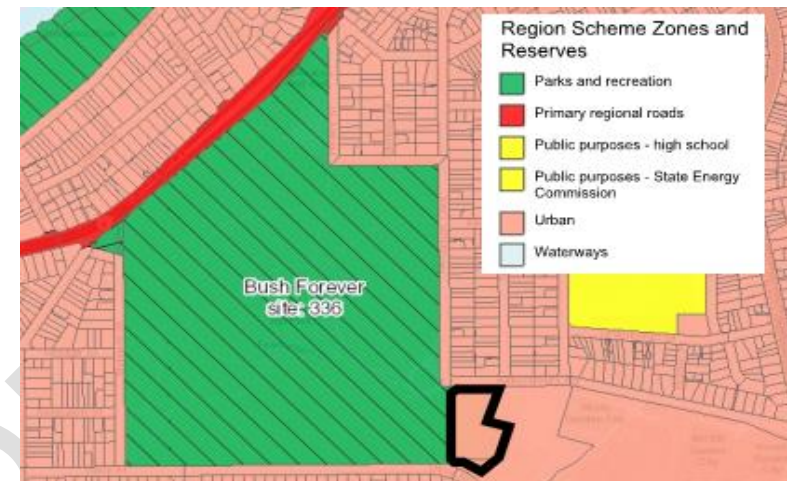 Region Scheme Zones and
Reserves
Parks and recreation
Primary regional roads
Public purposes - high school
Public purposes - State Energy
Commission
Urban
Waterways
Bush Forever
site: 336